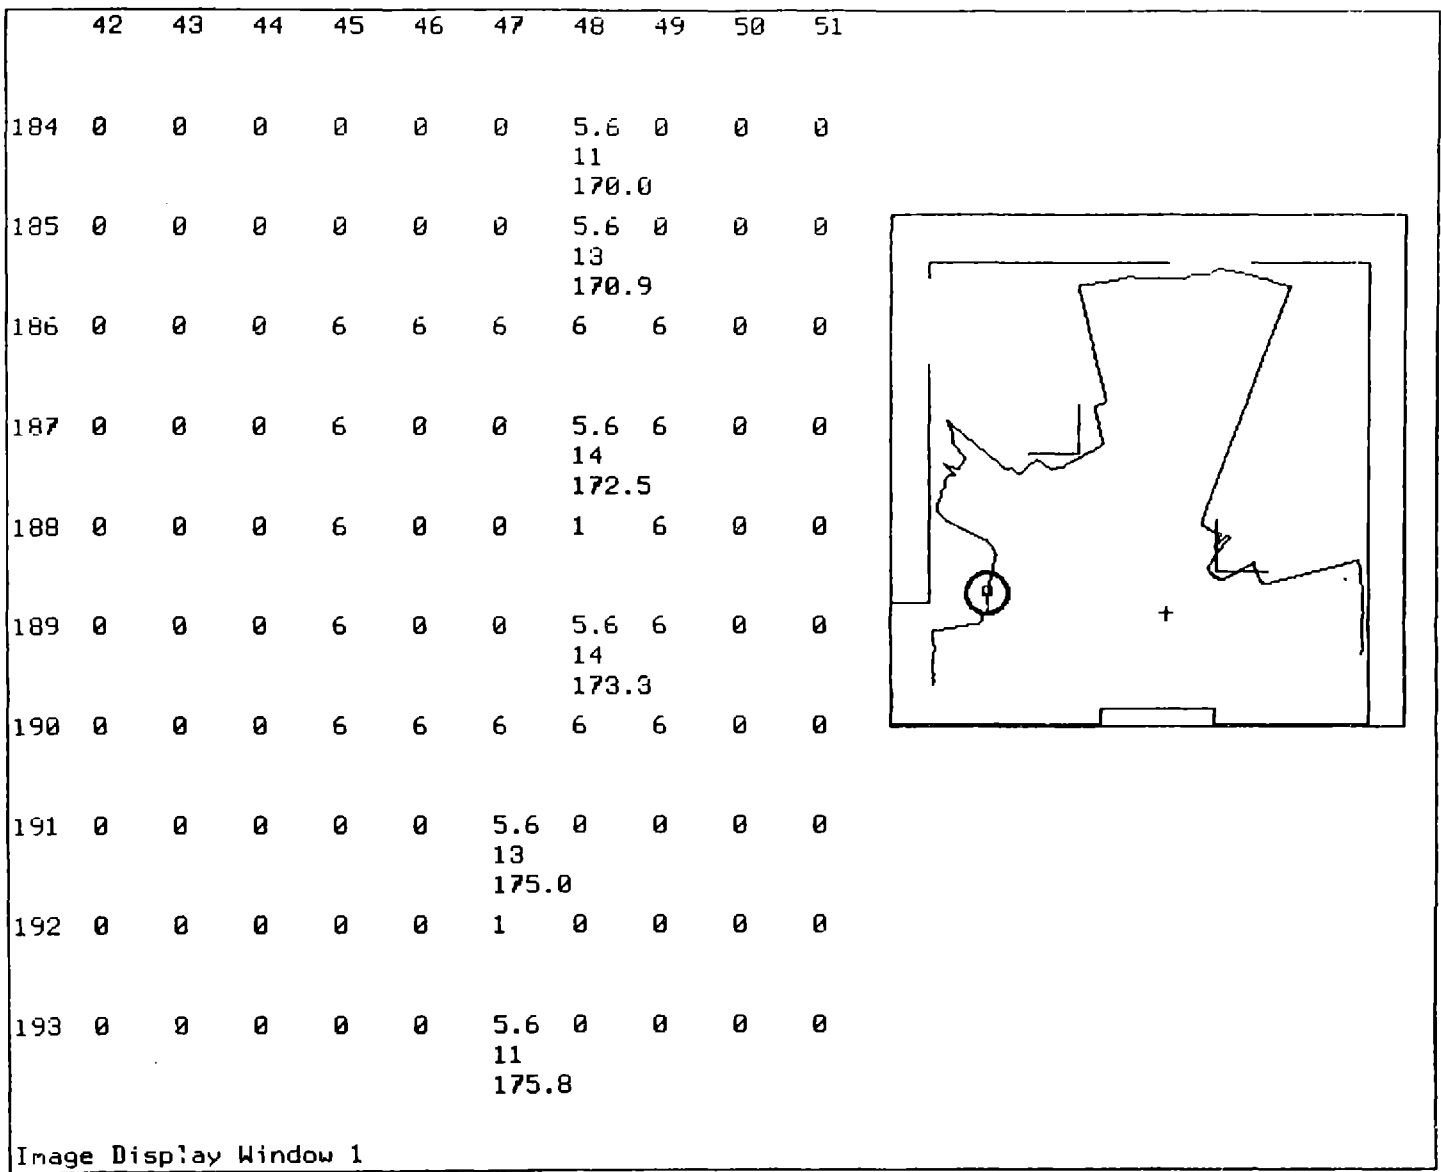 42 43 44 45 46 47 48 49 50 51
184 0 0 0 0 0 0 5.6 0 0 0
11
170.0
185 0 0 0 0 0 0 5.6 0 0 0
13
170.9
186 0 0 0 6 6 6 6 6 0 0
187 0 0 0 6 0 0 5.6 6 0 0
14
172.5
188 0 0 0 6 0 0 1 6 0 0
189 0 0 0 6 0 0 5.6 6 0 0
14
173.3
190 0 0 0 6 6 6 6 6 0 0
191 0 0 0 0 0 5.6 0 0 0 0
13
175.0
192 0 0 0 0 0 1 0 0 0 0
193 0 0 0 0 0 5.6 0 0 0 0
11
175.8
Image Display Window 1